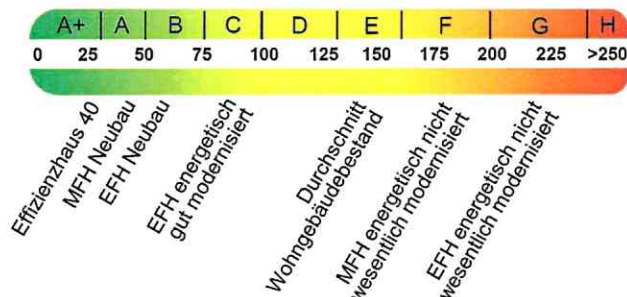 A+ A B C D E F G H
0 25 50 75 100 125 150 175 200 225 >250
Effizienzhaus 40
MFH Neubau
EFH Neubau
EFH energetisch
gut modernisiert
Durchschnitt
Wohngebäudebestand
MFH energetisch nicht
wesentlich modernisiert
EFH energetisch nicht
wesentlich modernisiert